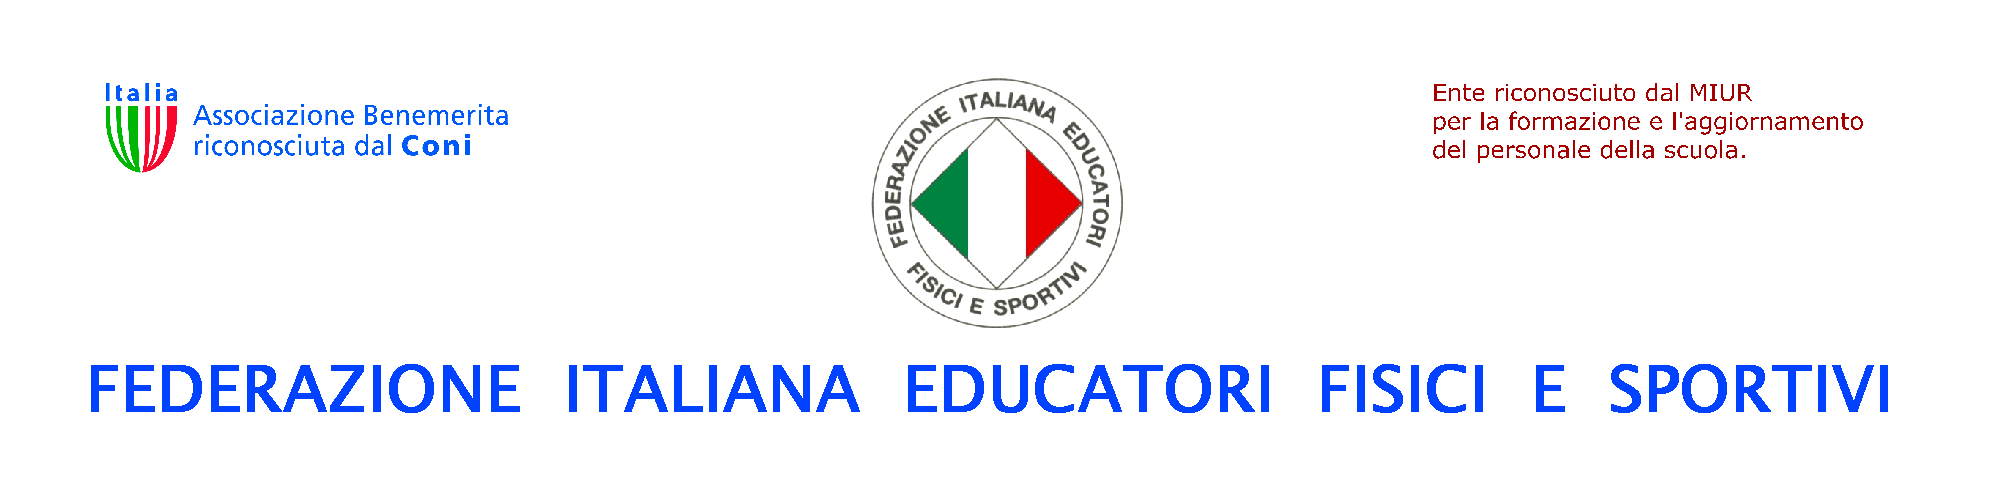 Italia
Associazione Benemerita
riconosciuta dal Coni
FEDERAZIONE ITALIANA EDUCATORI
FISICI E SPORTIVI
Ente riconosciuto dal MIUR
per la formazione e l'aggiornamento
del personale della scuola.
FEDERAZIONE ITALIANA EDUCATORI FISICI E SPORTIVI